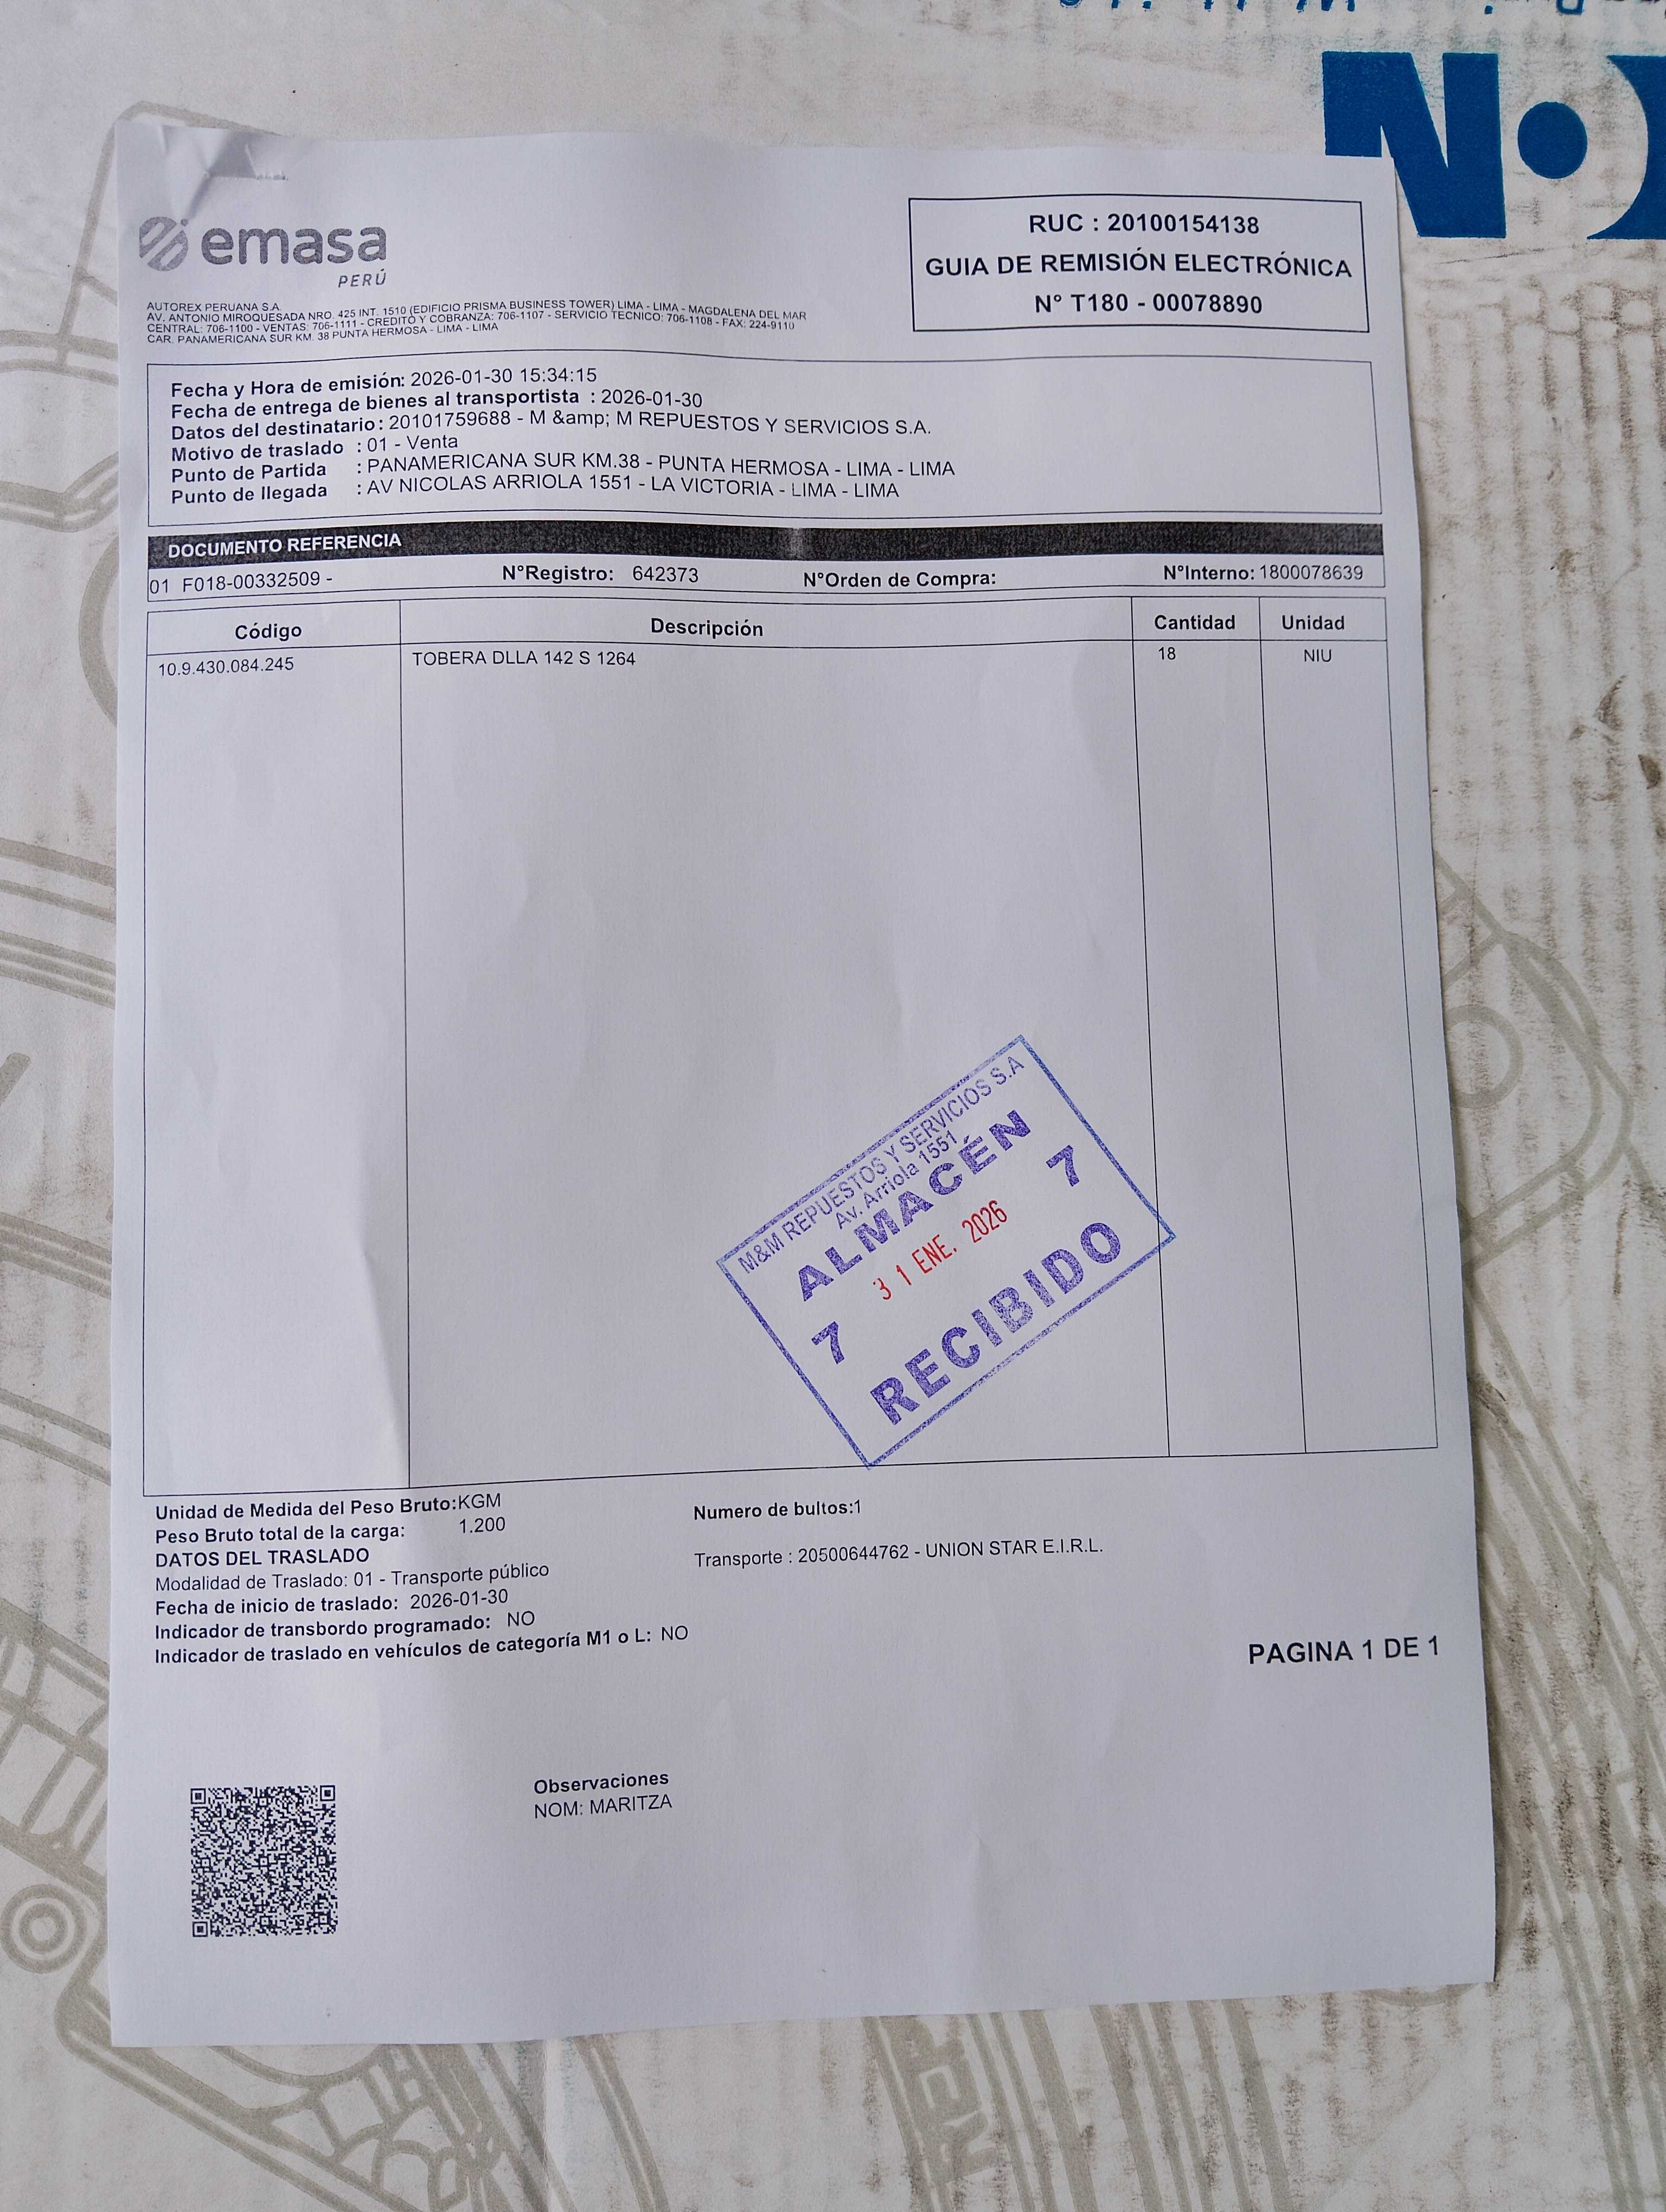 emasa
PERÚ
AUTOREX PERUANA S.A.
AV. ANTONIO MIROQUESADA NRO. 425 INT. 1510 (EDIFICIO PRISMA BUSINESS TOWER) LIMA - LIMA - MAGDALENA DEL MAR
CENTRAL: 706-1100 - VENTAS: 706-1111 - CREDITO Y COBRANZA: 706-1107 - SERVICIO TECNICO: 706-1108 - FAX: 224-9110
CAR. PANAMERICANA SUR KM. 38 PUNTA HERMOSA - LIMA - LIMA
RUC : 20100154138
GUIA DE REMISIÓN ELECTRÓNICA
N° T180 - 00078890
Fecha y Hora de emisión: 2026-01-30 15:34:15
Fecha de entrega de bienes al transportista : 2026-01-30
Datos del destinatario: 20101759688 - M &amp; M REPUESTOS Y SERVICIOS S.A.
Motivo de traslado : 01 - Venta
Punto de Partida : PANAMERICANA SUR KM.38 - PUNTA HERMOSA - LIMA - LIMA
Punto de llegada : AV NICOLAS ARRIOLA 1551 - LA VICTORIA - LIMA - LIMA
DOCUMENTO REFERENCIA
01 F018-00332509 - N°Registro: 642373 N°Orden de Compra: N°Interno: 1800078639
Código Descripción Cantidad Unidad
10.9.430.084.245 TOBERA DLLA 142 S 1264 18 NIU
M&M REPUESTOS Y SERVICIOS S.A
Av. Arriola 1551
ALMACÉN
7 31 ENE. 2026 7
RECIBIDO
Unidad de Medida del Peso Bruto:KGM Numero de bultos:1
Peso Bruto total de la carga: 1.200
DATOS DEL TRASLADO Transporte : 20500644762 - UNION STAR E.I.R.L.
Modalidad de Traslado: 01 - Transporte público
Fecha de inicio de traslado: 2026-01-30
Indicador de transbordo programado: NO
Indicador de traslado en vehículos de categoría M1 o L: NO
PAGINA 1 DE 1
Observaciones
NOM: MARITZA